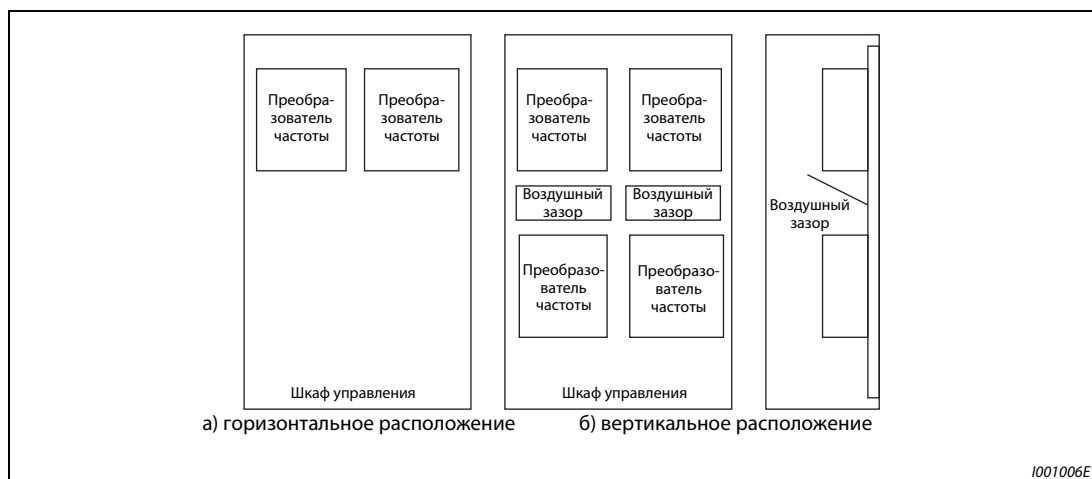 Преобра-
зователь
частоты
Преобра-
зователь
частоты
Шкаф управления
а) горизонтальное расположение
Преобра-
зователь
частоты
Преобра-
зователь
частоты
Воздушный
зазор
Воздушный
зазор
Преобразо-
ватель
частоты
Преобразо-
ватель
частоты
Шкаф управления
Воздушный
зазор
б) вертикальное расположение
I001006E